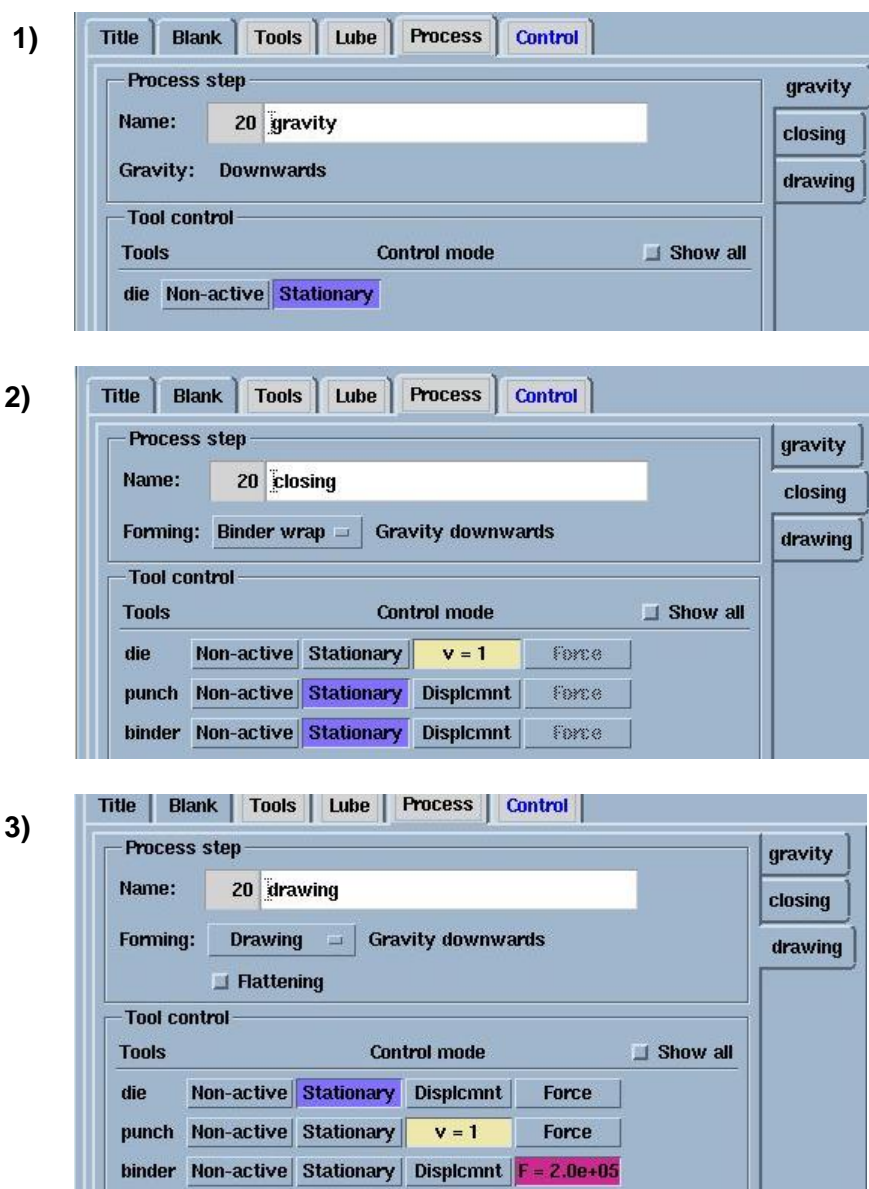 1)
Title Blank Tools Lube Process Control
Process step
Name: 20 gravity
Gravity: Downwards
Tool control
Tools Control mode Show all
die Non-active Stationary
gravity
closing
drawing
2)
Title Blank Tools Lube Process Control
Process step
Name: 20 closing
Forming: Binder wrap Gravity downwards
Tool control
Tools Control mode Show all
die Non-active Stationary v = 1 Force
punch Non-active Stationary Displcmnt Force
binder Non-active Stationary Displcmnt Force
gravity
closing
drawing
3)
Title Blank Tools Lube Process Control
Process step
Name: 20 drawing
Forming: Drawing Gravity downwards
Flattening
Tool control
Tools Control mode Show all
die Non-active Stationary Displcmnt Force
punch Non-active Stationary v = 1 Force
binder Non-active Stationary Displcmnt F = 2.0e+05
gravity
closing
drawing